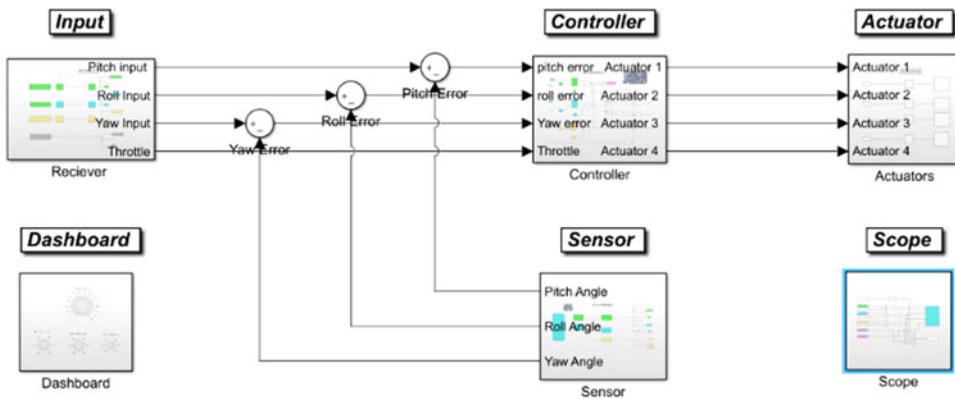 Input
Controller
Actuator
Pitch input
Roll Input
Yaw Input
Throttle
Reciever
Pitch Error
Roll Error
Yaw Error
pitch error
roll error
Yaw error
Throttle
Actuator 1
Actuator 2
Actuator 3
Actuator 4
Controller
Actuator 1
Actuator 2
Actuator 3
Actuator 4
Actuators
Dashboard
Sensor
Scope
Dashboard
Pitch Angle
Roll Angle
Yaw Angle
Sensor
Scope